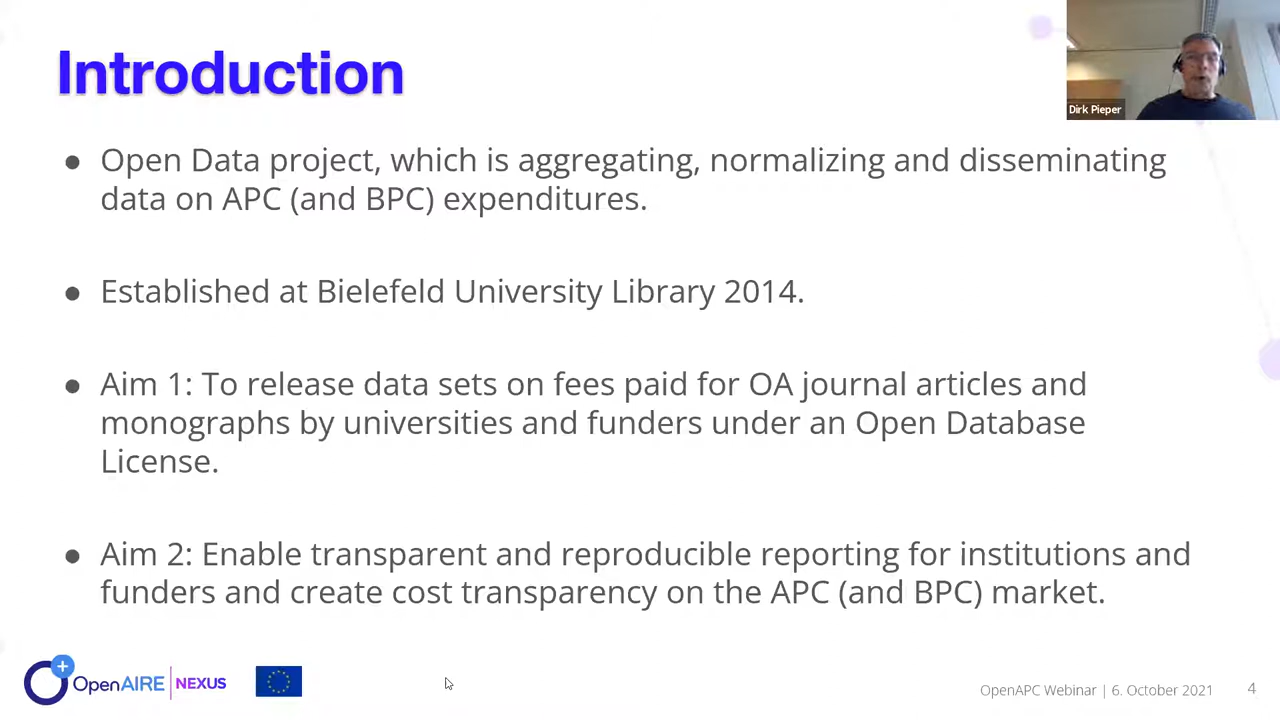 Introduction
Dirk Pieper
● Open Data project, which is aggregating, normalizing and disseminating
data on APC (and BPC) expenditures.
● Established at Bielefeld University Library 2014.
● Aim 1: To release data sets on fees paid for OA journal articles and
monographs by universities and funders under an Open Database
License.
● Aim 2: Enable transparent and reproducible reporting for institutions and
funders and create cost transparency on the APC (and BPC) market.
OpenAIRE | NEXUS
OpenAPC Webinar | 6. October 2021 4